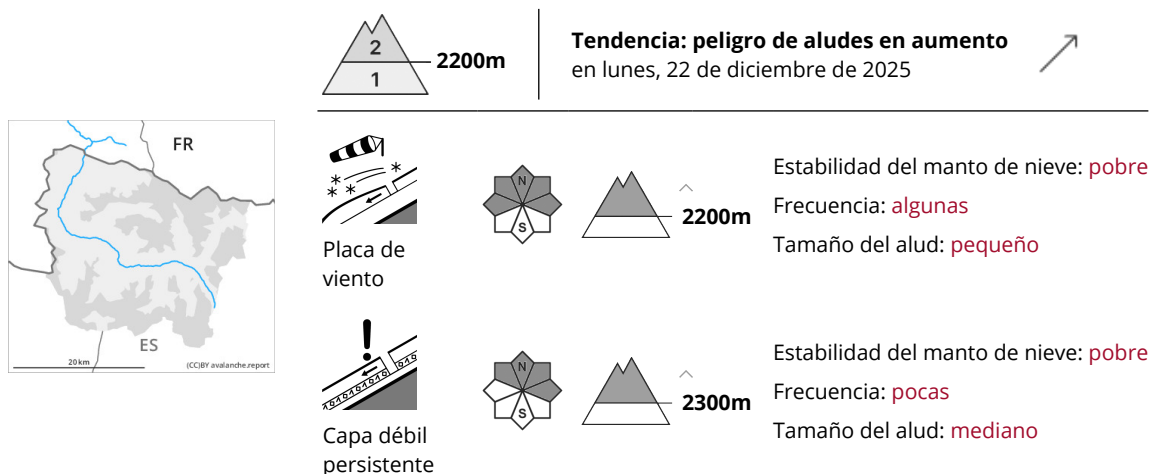 2
1
2200m
Tendencia: peligro de aludes en aumento
en lunes, 22 de diciembre de 2025
FR
ES
20 km
(CC)BY avalanche.report
N
S
2200m
Placa de
viento
Estabilidad del manto de nieve: pobre
Frecuencia: algunas
Tamaño del alud: pequeño
N
S
2300m
Capa débil
persistente
Estabilidad del manto de nieve: pobre
Frecuencia: pocas
Tamaño del alud: mediano